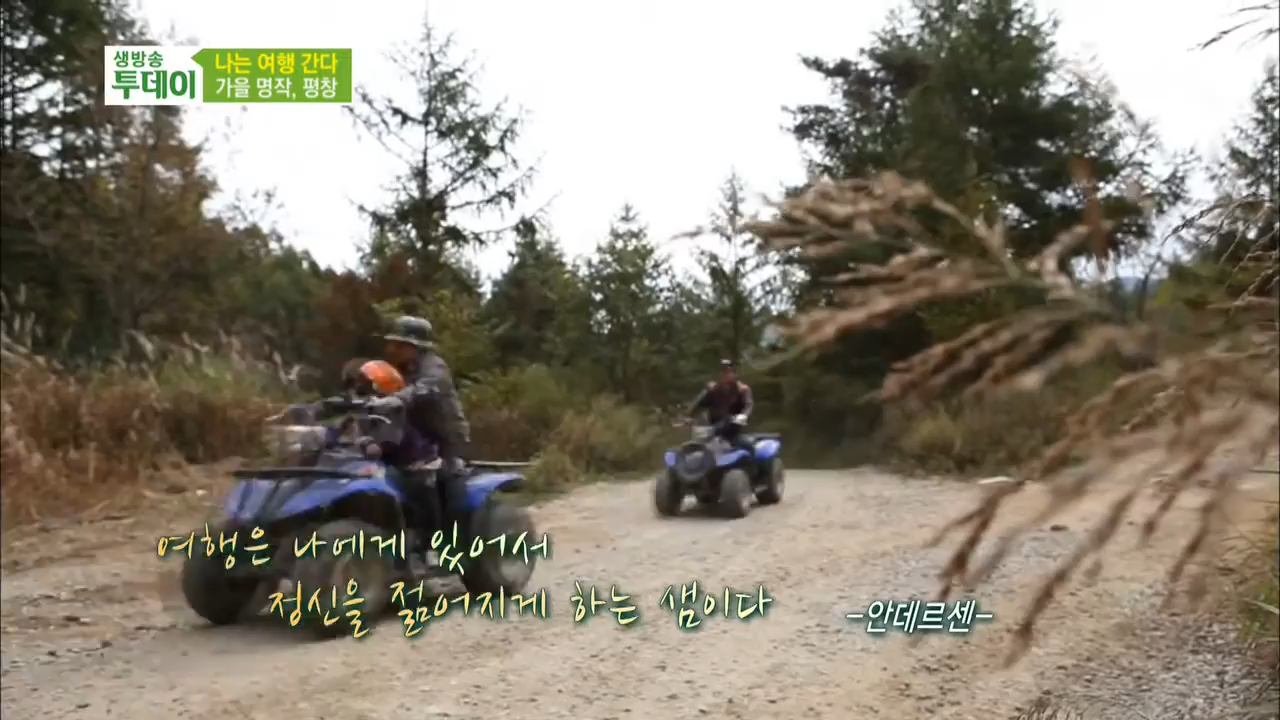 생방송
투데이
나는 여행 간다
가을 명작, 평창
여행은 나에게 있어서
정신을 젊어지게 하는 샘이다
-안데르센-